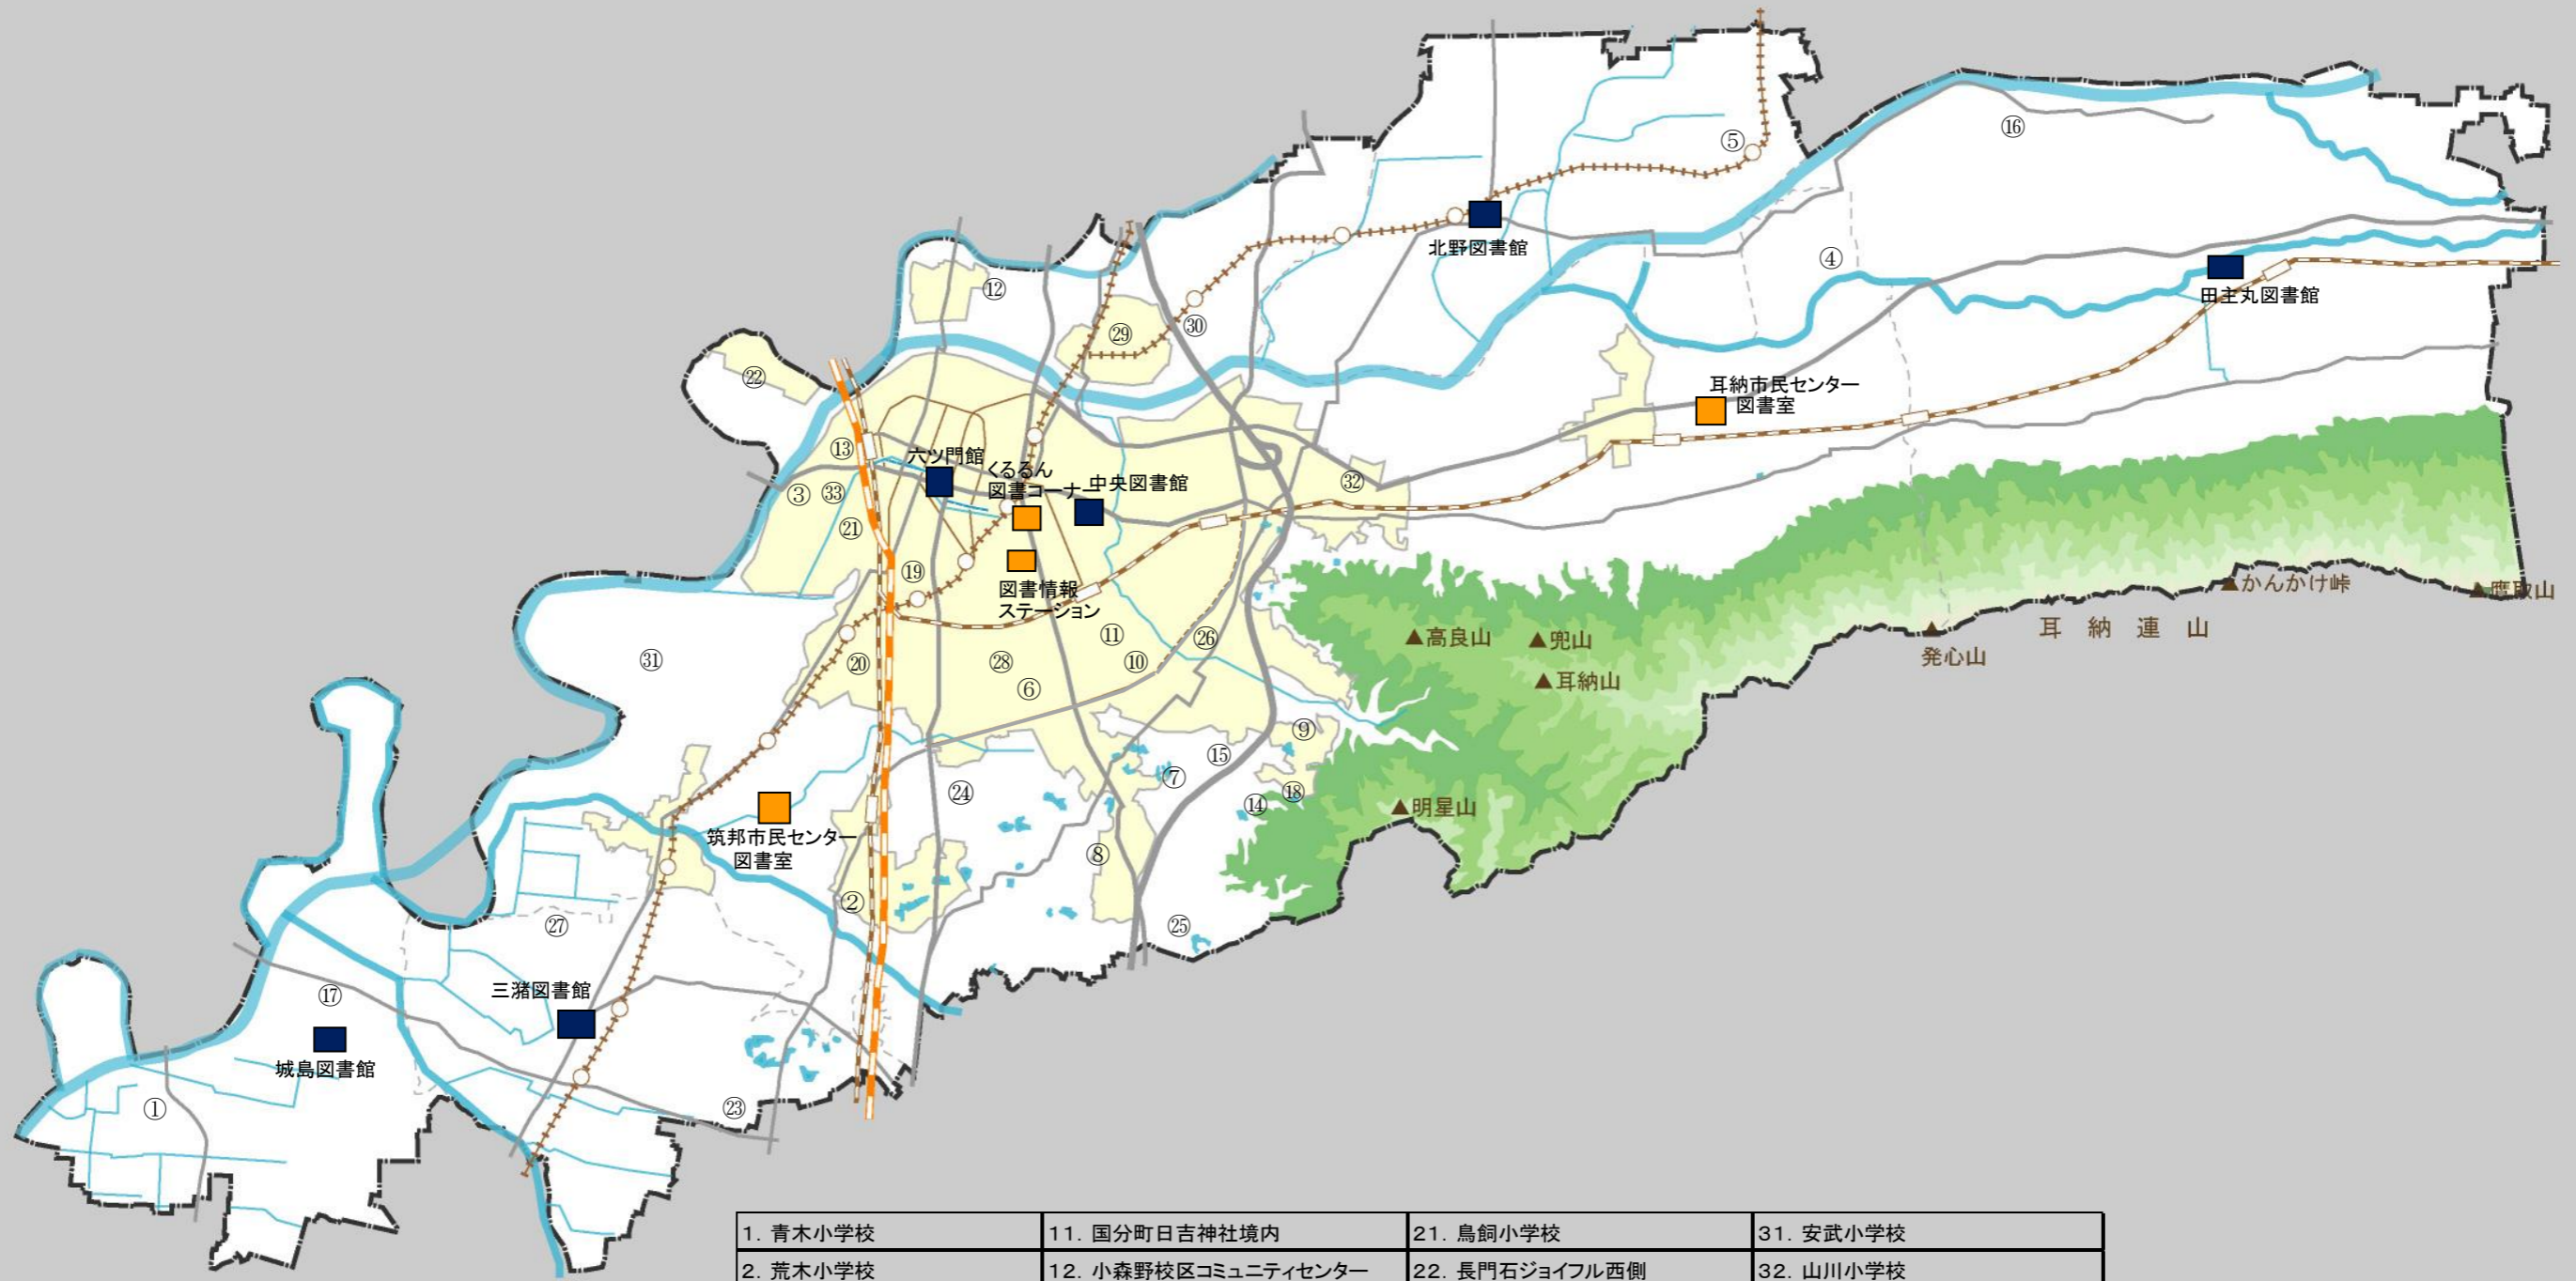 ⑤
⑯
北野図書館
④
田主丸図書館
⑫
㉙
㉚
㉒
耳納市民センター
図書室
⑬
六ツ門館
くるるん
図書コーナー
中央図書館
③
㉝
㉜
㉑
⑲
図書情報
ステーション
▲かんかけ峠
▲鷹取山
耳納連山
▲
発心山
▲高良山
▲兜山
▲耳納山
㉛
⑳
㉘
⑪
⑩
㉖
⑥
⑨
⑮
⑦
㉔
⑭
⑱
▲明星山
筑邦市民センター
図書室
⑧
②
㉗
㉕
三潴図書館
⑰
城島図書館
①
㉓
1. 青木小学校 11. 国分町日吉神社境内 21. 鳥飼小学校 31. 安武小学校
2. 荒木小学校 12. 小森野校区コミュニティセンター 22. 長門石ジョイフル西側 32. 山川小学校